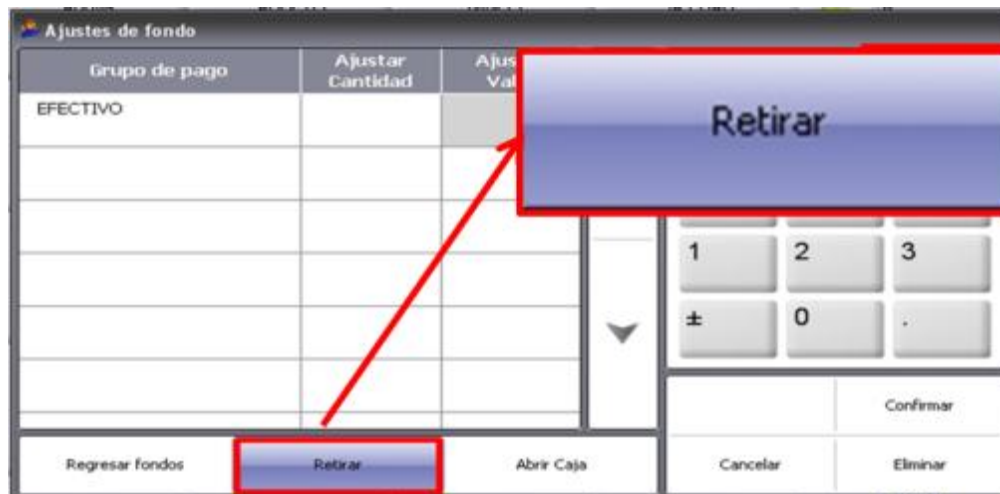 Ajustes de fondo
Grupo de pago
Ajustar
Cantidad
EFECTIVO
Retirar
1 2 3
± 0 .
Confirmar
Regresar fondos Retirar Abrir Caja Cancelar Eliminar